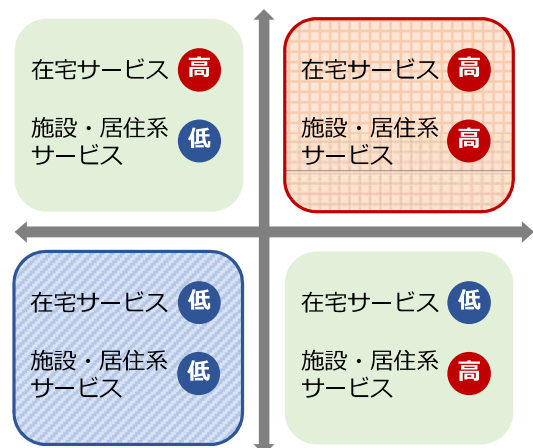 在宅サービス 高
施設・居住系
サービス 低
在宅サービス 高
施設・居住系
サービス 高
在宅サービス 低
施設・居住系
サービス 低
在宅サービス 低
施設・居住系
サービス 高